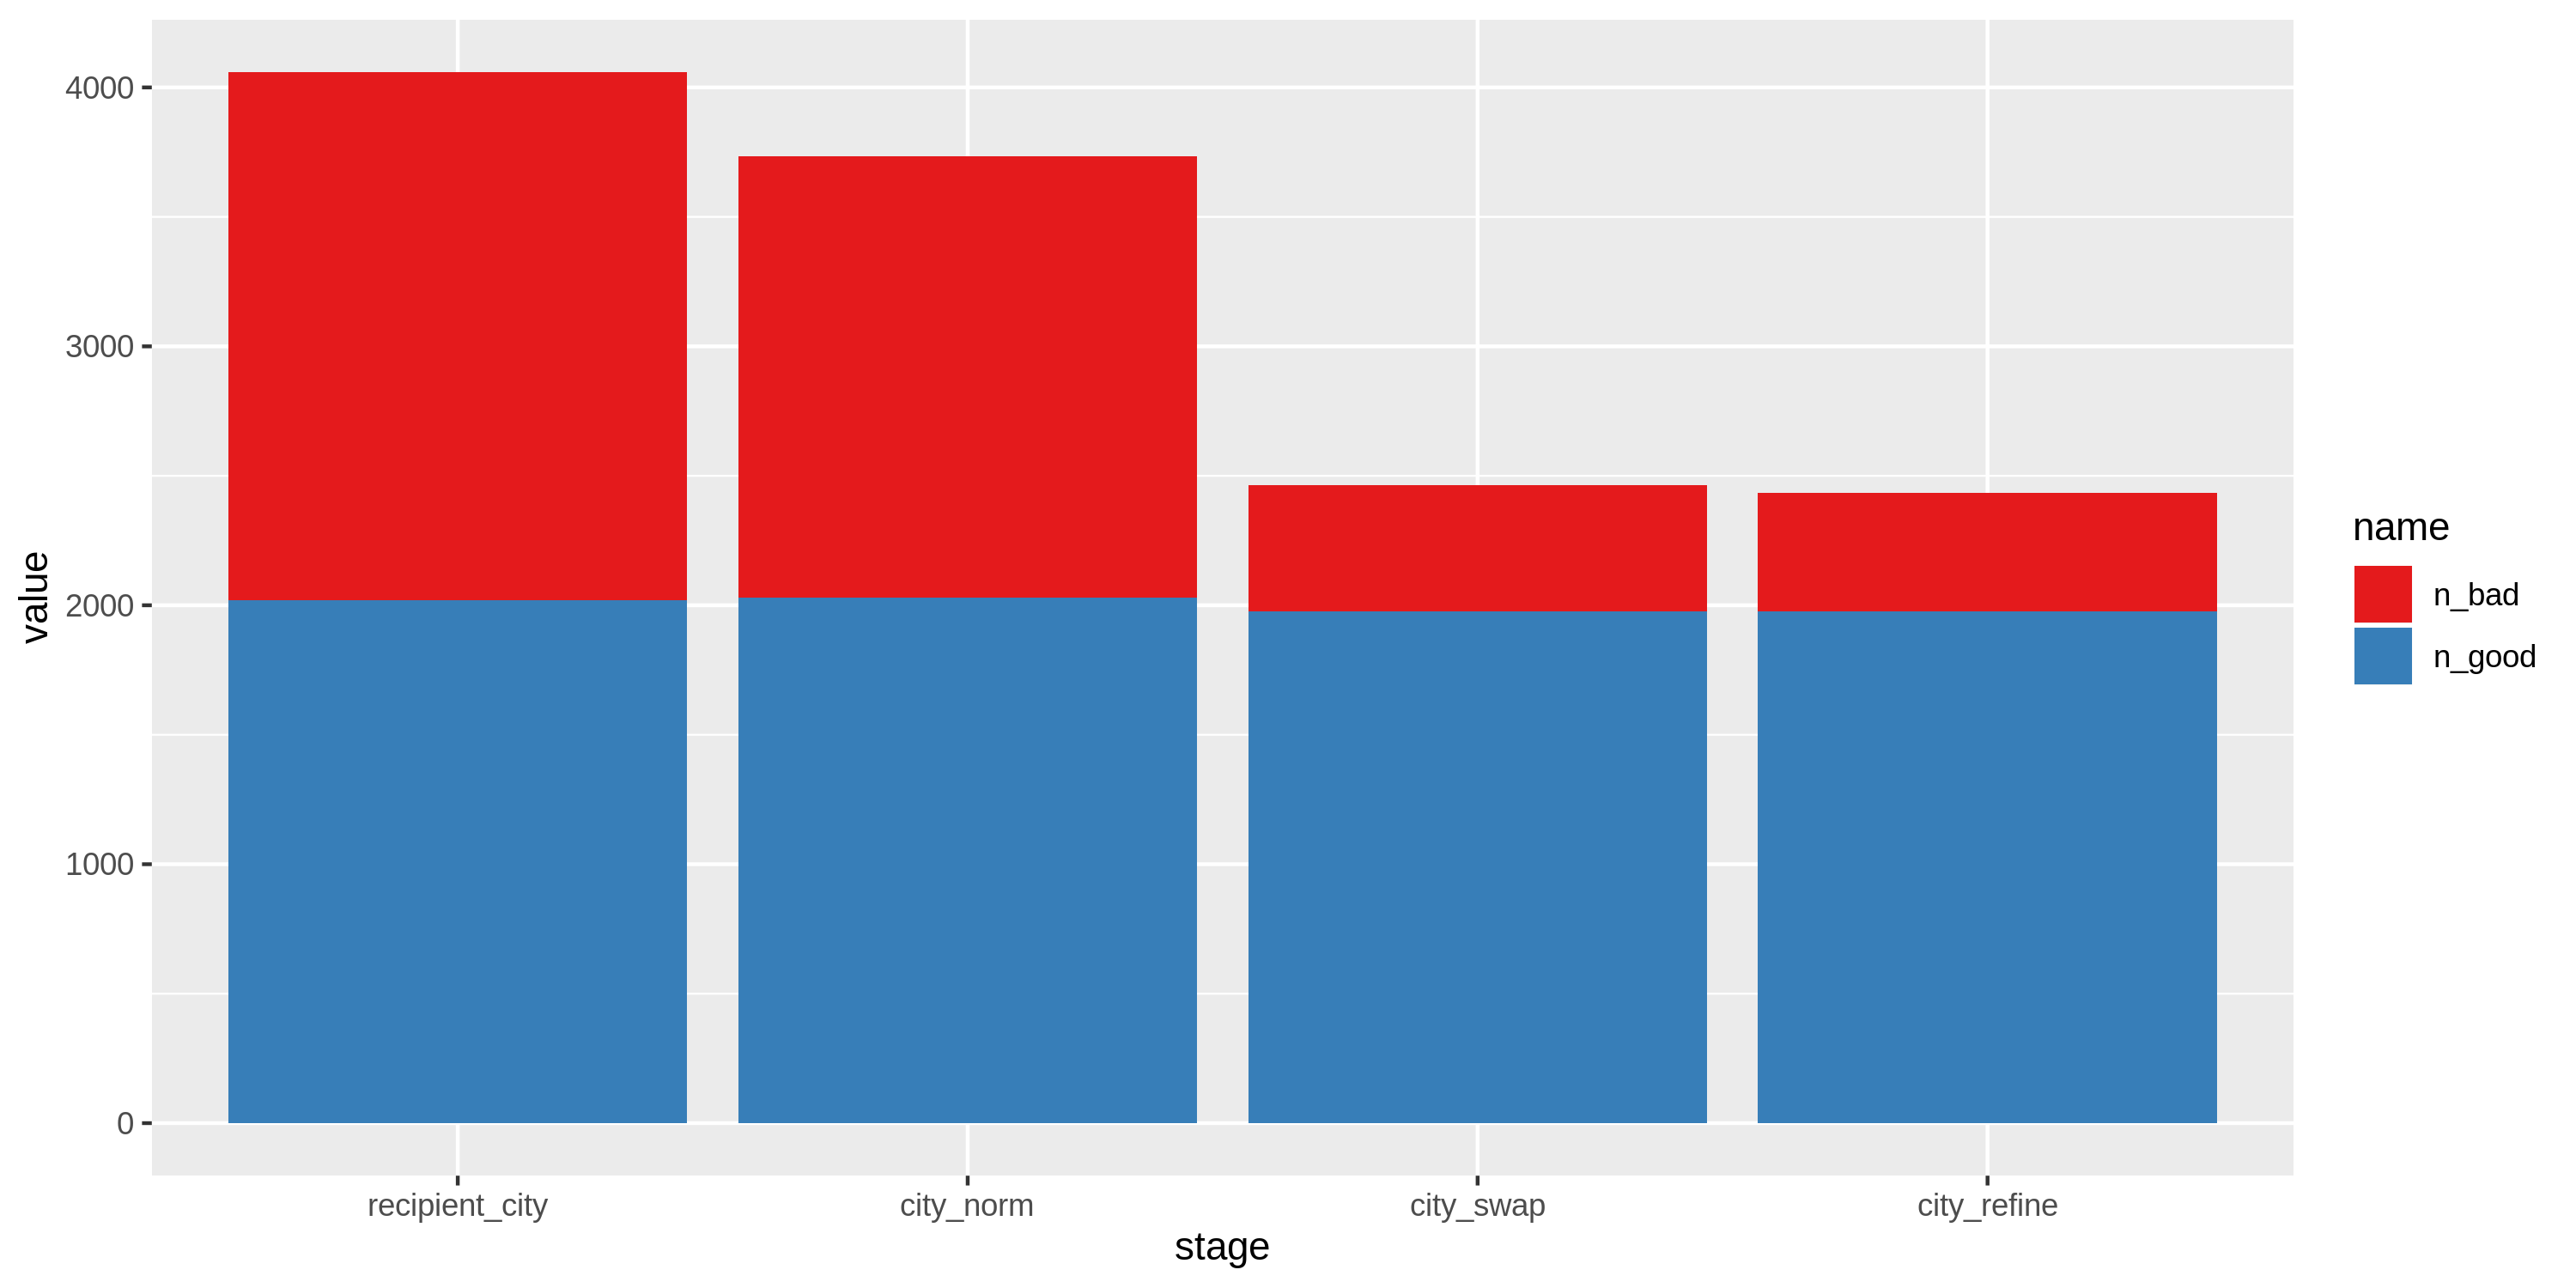 value
4000
3000
2000
1000
0
recipient_city
city_norm
city_swap
city_refine
stage
name
n_bad
n_good